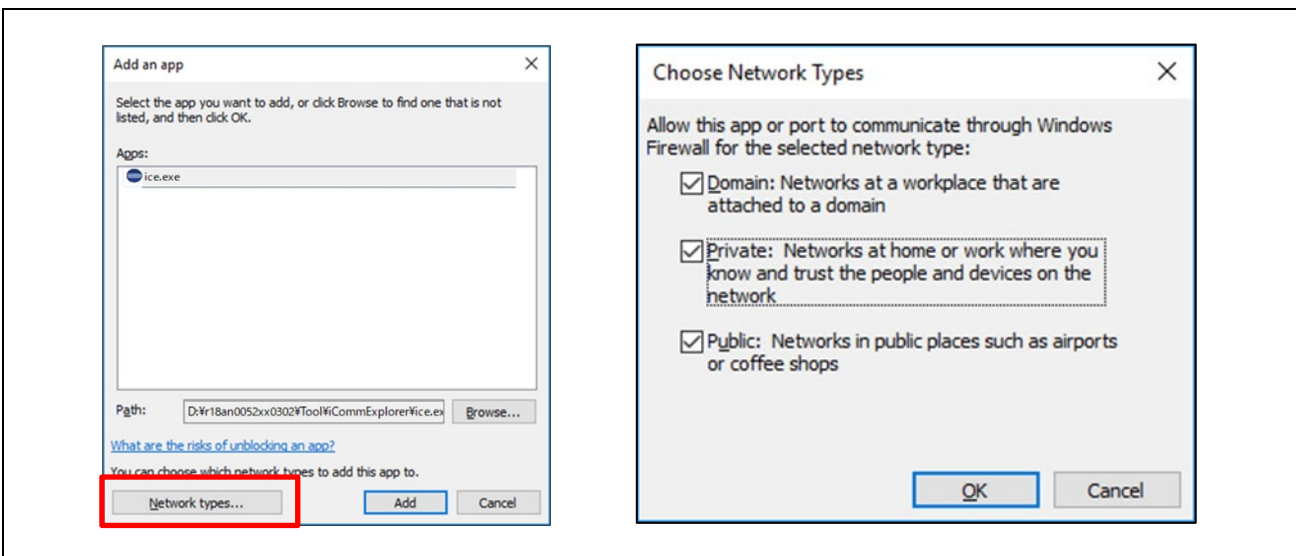 Add an app
Select the app you want to add, or click Browse to find one that is not
listed, and then click OK.
Apps:
ice.exe
Path:
D:¥r18an0052xx0302¥Tool¥iCommExplorer¥ice.ex
Browse...
What are the risks of unblocking an app?
You can choose which network types to add this app to.
Network types...
Add
Cancel
Choose Network Types
Allow this app or port to communicate through Windows
Firewall for the selected network type:
Domain: Networks at a workplace that are
attached to a domain
Private: Networks at home or work where you
know and trust the people and devices on the
network
Public: Networks in public places such as airports
or coffee shops
OK
Cancel